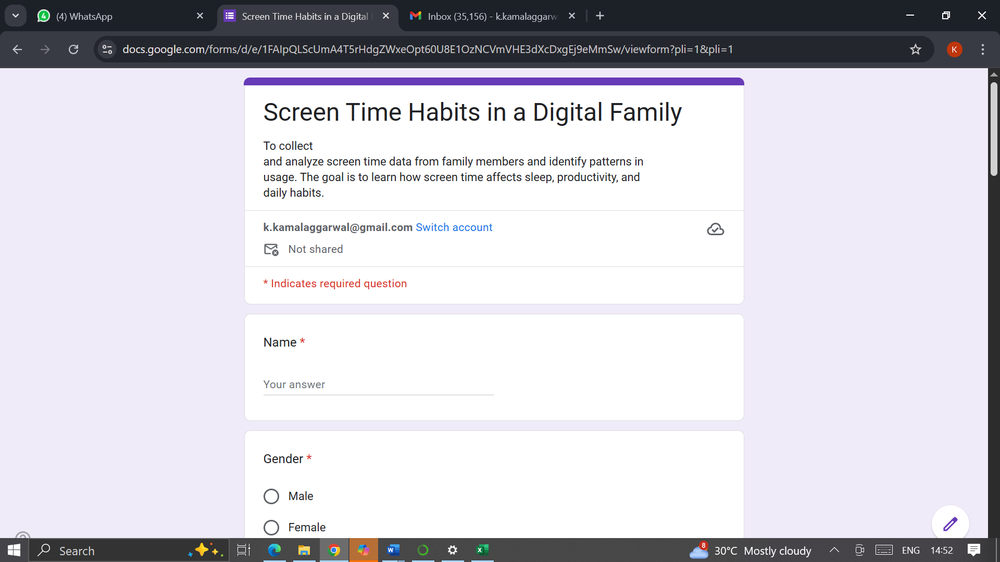 (4) WhatsApp
Screen Time Habits in a Digital
Inbox (35,156) - k.kamalaggarw
docs.google.com/forms/d/e/1FAIpQLScUmA4T5rHdgZWxeOpt60U8E1OzNCVmVHE3dXcDxgEj9eMmSw/viewform?pli=1&pli=1
K
Screen Time Habits in a Digital Family
To collect
and analyze screen time data from family members and identify patterns in
usage. The goal is to learn how screen time affects sleep, productivity, and
daily habits.
k.kamalaggarwal@gmail.com Switch account
Not shared
* Indicates required question
Name *
Your answer
Gender *
Male
Female
Search
8
30°C Mostly cloudy
ENG
14:52